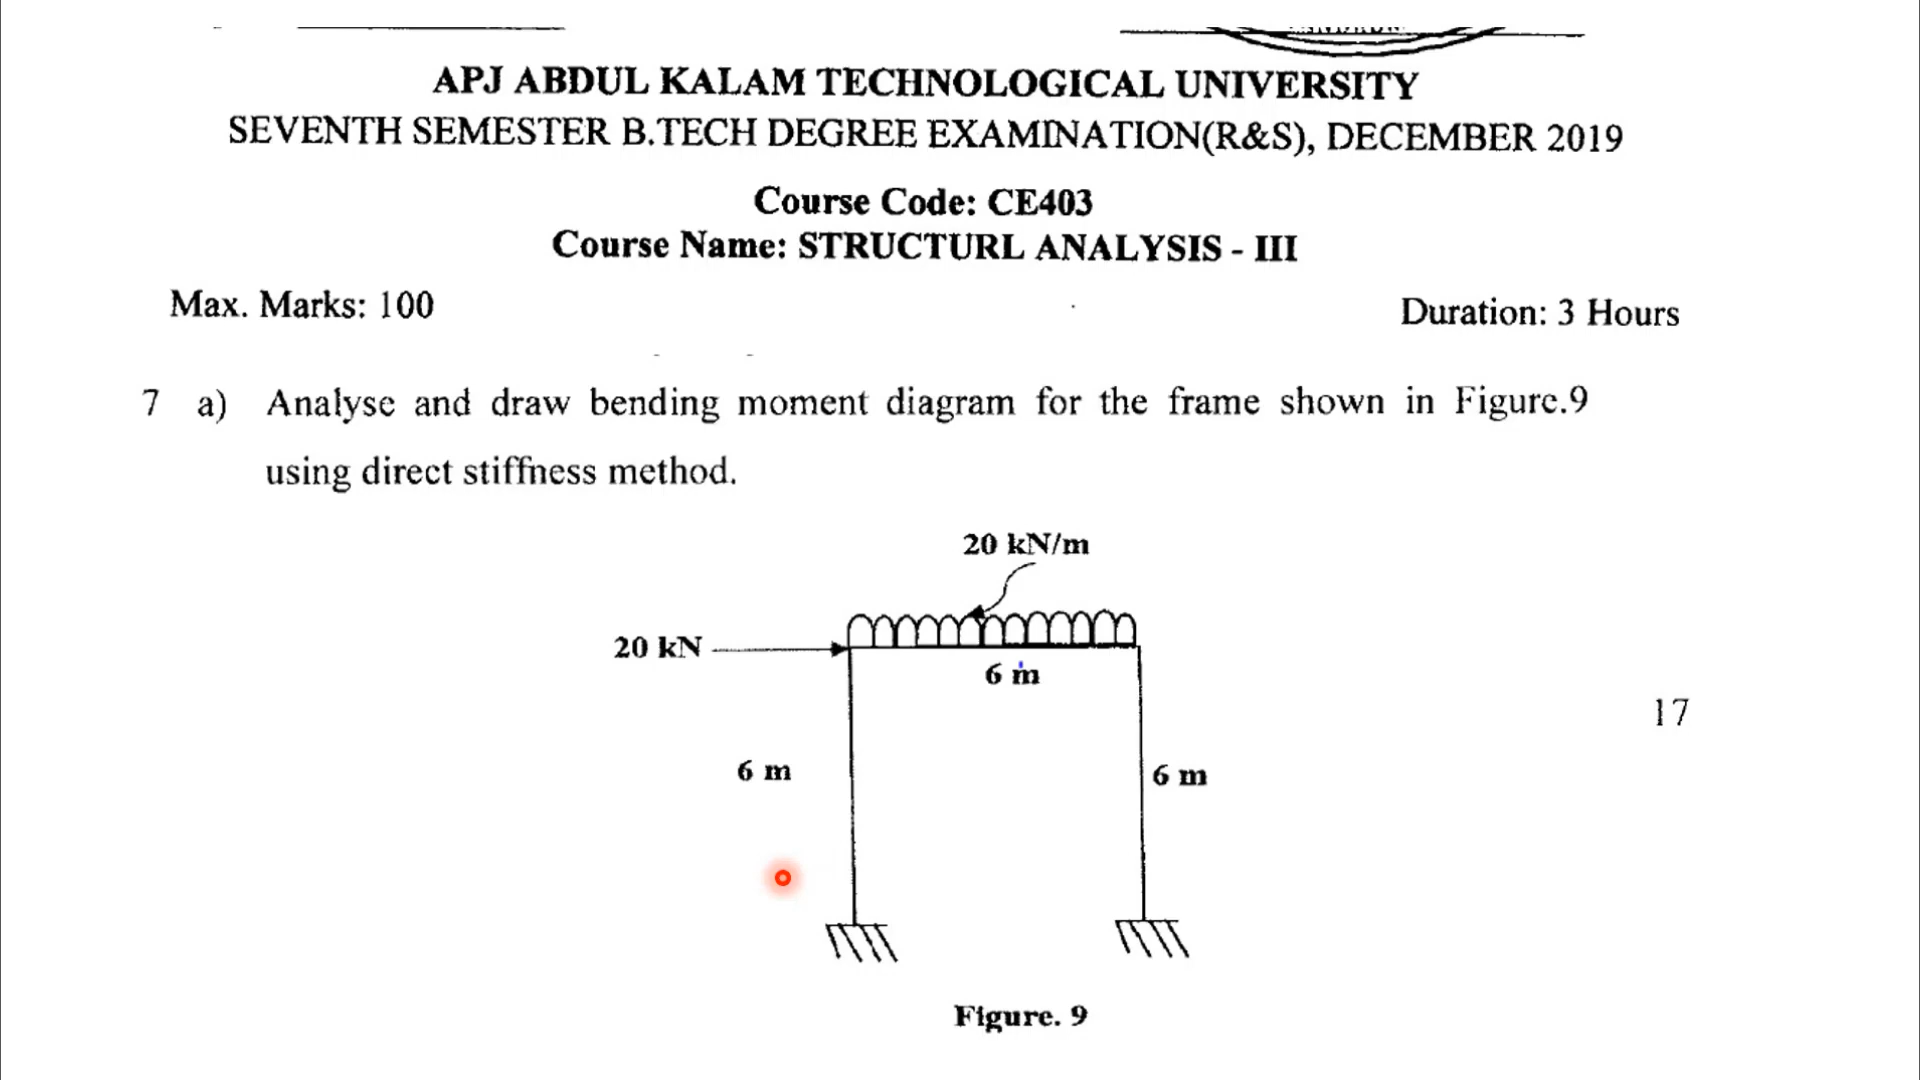 APJ ABDUL KALAM TECHNOLOGICAL UNIVERSITY
SEVENTH SEMESTER B.TECH DEGREE EXAMINATION(R&S), DECEMBER 2019
Course Code: CE403
Course Name: STRUCTURL ANALYSIS - III
Max. Marks: 100 Duration: 3 Hours
7 a) Analyse and draw bending moment diagram for the frame shown in Figure.9
using direct stiffness method.
20 kN/m
20 kN
6 m
17
6 m
6 m
Figure. 9